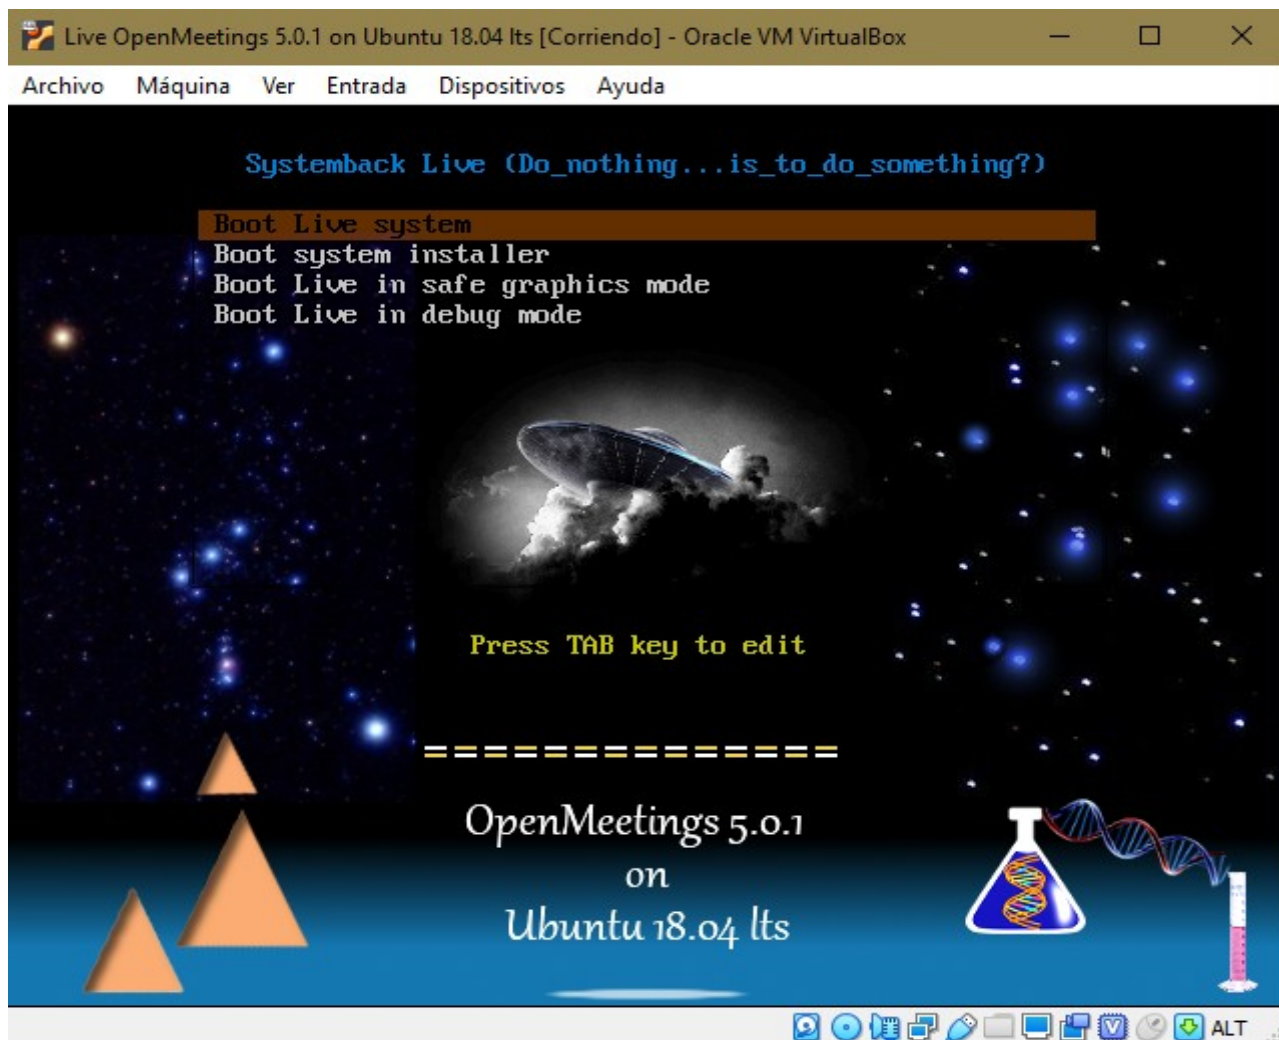 Live OpenMeetings 5.0.1 on Ubuntu 18.04 lts [Corriendo] - Oracle VM VirtualBox
Archivo Máquina Ver Entrada Dispositivos Ayuda
Systemback Live (Do_nothing...is_to_do_something?)
Boot Live system
Boot system installer
Boot Live in safe graphics mode
Boot Live in debug mode
Press TAB key to edit
==============
OpenMeetings 5.0.1
on
Ubuntu 18.04 lts
ALT